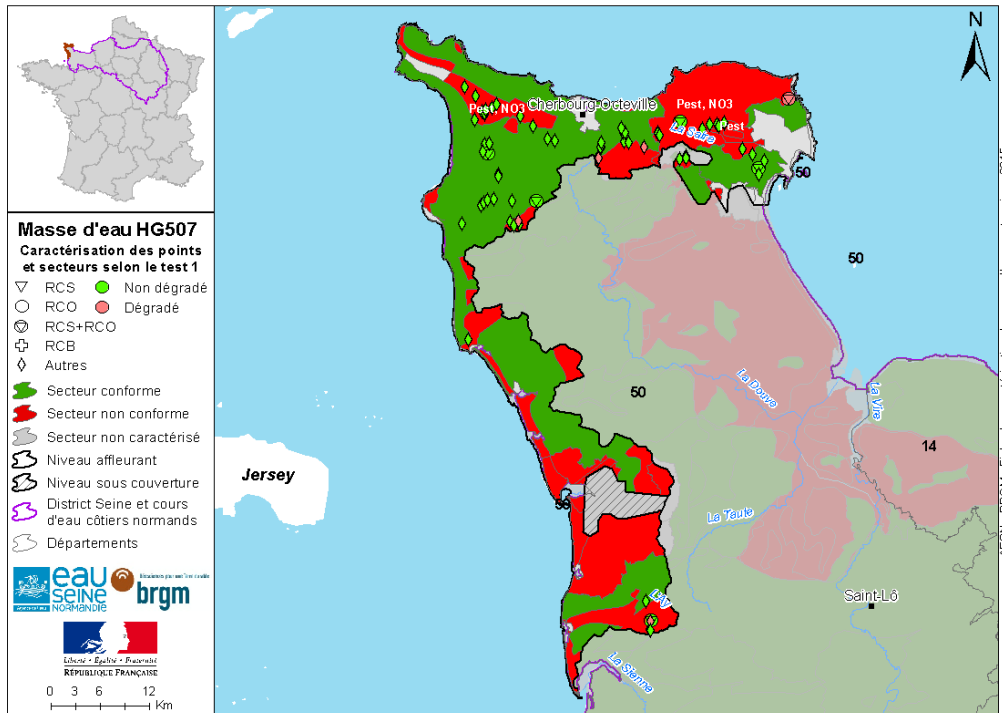 N
Cherbourg-Octeville
Pest, NO3
Pest, NO3
Pest
La Saire
50
50
50
50
La Douve
La Vire
14
Jersey
La Taute
L'Ay
Saint-Lô
La Sienne
Masse d'eau HG507
Caractérisation des points
et secteurs selon le test 1
RCS
Non dégradé
RCO
Dégradé
RCS+RCO
RCB
Autres
Secteur conforme
Secteur non conforme
Secteur non caractérisé
Niveau affleurant
Niveau sous couverture
District Seine et cours
d'eau côtiers normands
Départements
eau
SEINE
NORMANDIE
brgm
Liberté • Égalité • Fraternité
RÉPUBLIQUE FRANÇAISE
0 3 6 12
Km